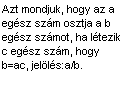 Azt mondjuk, hogy az a
egész szám osztja a b
egész számot, ha létezik
c egész szám, hogy
b=ac, jelölés:a/b.